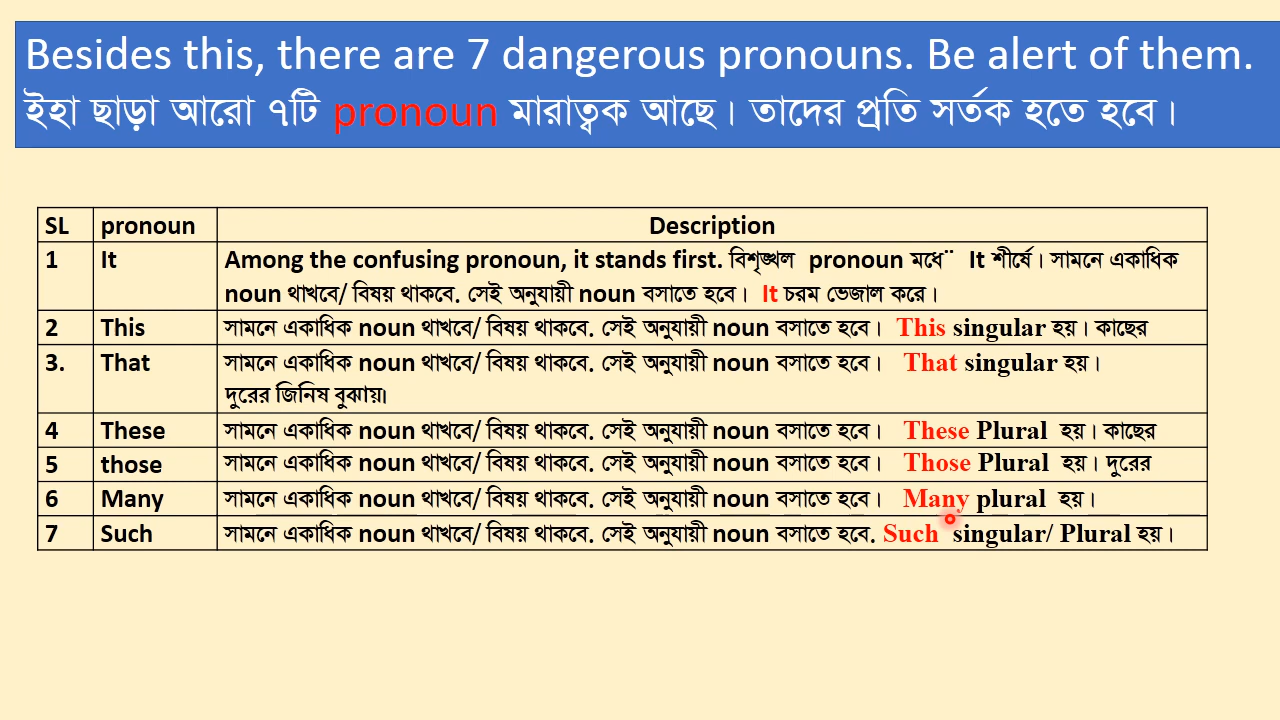 Besides this, there are 7 dangerous pronouns. Be alert of them.
ইহা ছাড়া আরো ৭টি pronoun মারাত্বক আছে। তাদের প্রতি সর্তক হতে হবে।
SL pronoun Description
1 It Among the confusing pronoun, it stands first. বিশৃঙ্খল pronoun মধে¨ It শীর্ষে। সামনে একাধিক
noun থাখবে/ বিষয় থাকবে. সেই অনুযায়ী noun বসাতে হবে। It চরম ভেজাল করে।
2 This সামনে একাধিক noun থাখবে/ বিষয় থাকবে. সেই অনুযায়ী noun বসাতে হবে। This singular হয়। কাছের
3. That সামনে একাধিক noun থাখবে/ বিষয় থাকবে. সেই অনুযায়ী noun বসাতে হবে। That singular হয়।
দুরের জিনিষ বুঝায়৷
4 These সামনে একাধিক noun থাখবে/ বিষয় থাকবে. সেই অনুযায়ী noun বসাতে হবে। These Plural হয়। কাছের
5 those সামনে একাধিক noun থাখবে/ বিষয় থাকবে. সেই অনুযায়ী noun বসাতে হবে। Those Plural হয়। দুরের
6 Many সামনে একাধিক noun থাখবে/ বিষয় থাকবে. সেই অনুযায়ী noun বসাতে হবে। Many plural হয়।
7 Such সামনে একাধিক noun থাখবে/ বিষয় থাকবে. সেই অনুযায়ী noun বসাতে হবে. Such singular/ Plural হয়।